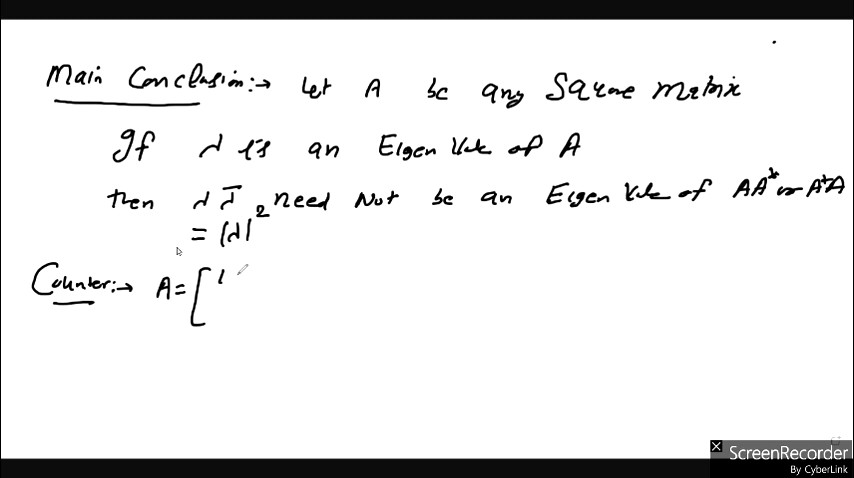 Main Conclusion:→ Let A be any Square matrix
If λ is an Eigen Value of A
then λ λ̅ need Not be an Eigen Value of AA* or A*A
= |λ|²
Counter:→ A = [ 1
ScreenRecorder
By CyberLink